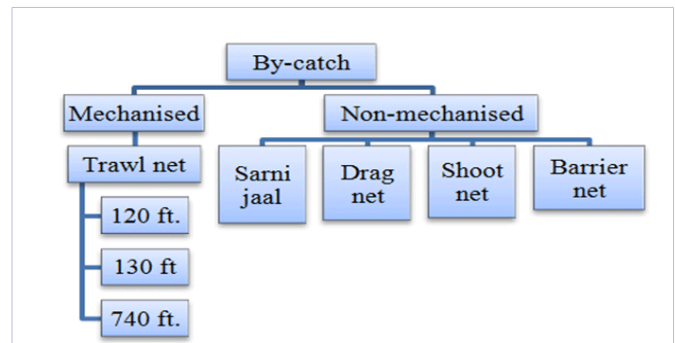 By-catch
Mechanised
Non-mechanised
Trawl net
Sarni
jaal
Drag
net
Shoot
net
Barrier
net
120 ft.
130 ft
740 ft.